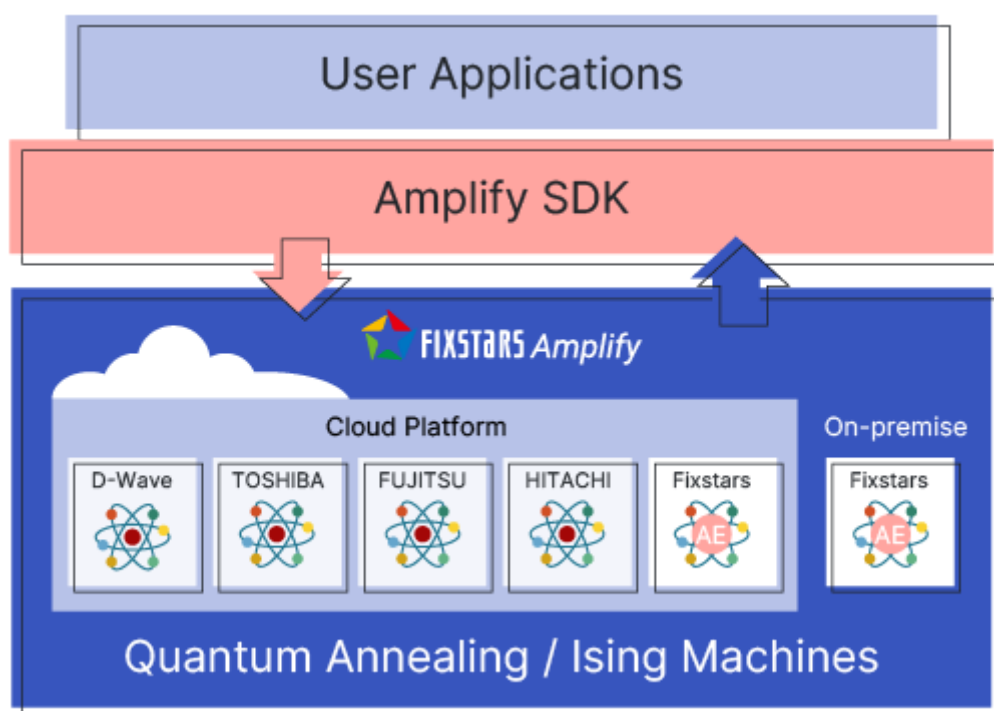 User Applications
Amplify SDK
FIXSTARS Amplify
Cloud Platform
On-premise
D-Wave
TOSHIBA
FUJITSU
HITACHI
Fixstars
Fixstars
AE
AE
Quantum Annealing / Ising Machines